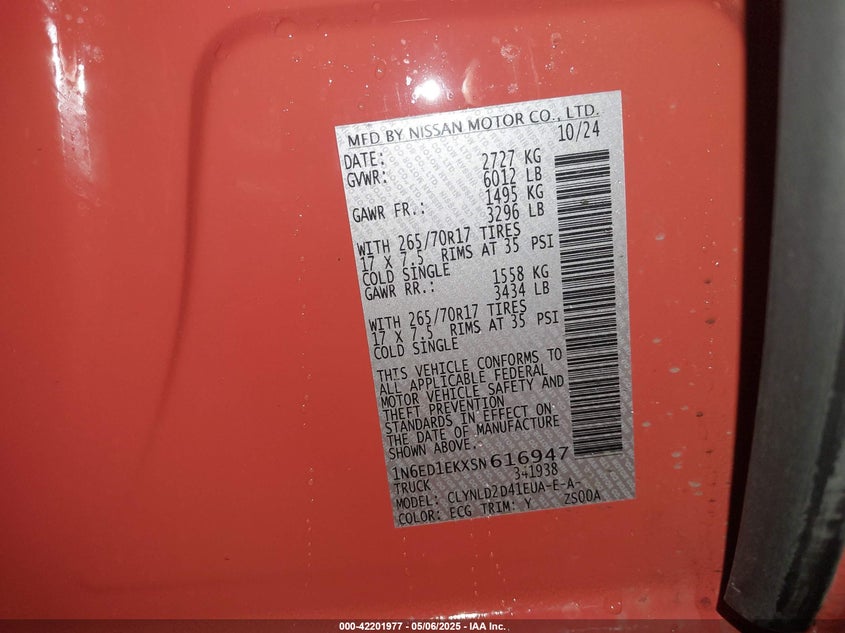 MFD BY NISSAN MOTOR CO., LTD.
DATE: 10/24
GVWR: 2727 KG
6012 LB
GAWR FR.: 1495 KG
3296 LB
WITH 265/70R17 TIRES
17 X 7.5 RIMS AT 35 PSI
COLD SINGLE
GAWR RR.: 1558 KG
3434 LB
WITH 265/70R17 TIRES
17 X 7.5 RIMS AT 35 PSI
COLD SINGLE
THIS VEHICLE CONFORMS TO
ALL APPLICABLE FEDERAL
MOTOR VEHICLE SAFETY AND
THEFT PREVENTION
STANDARDS IN EFFECT ON
THE DATE OF MANUFACTURE
SHOWN ABOVE.
1N6ED1EKXSN616947
TRUCK 341938
MODEL: CLYNLD2D41EUA-E-A-
COLOR: ECG TRIM: Y ZS00A
000-42201977 - 05/06/2025 - IAA Inc.